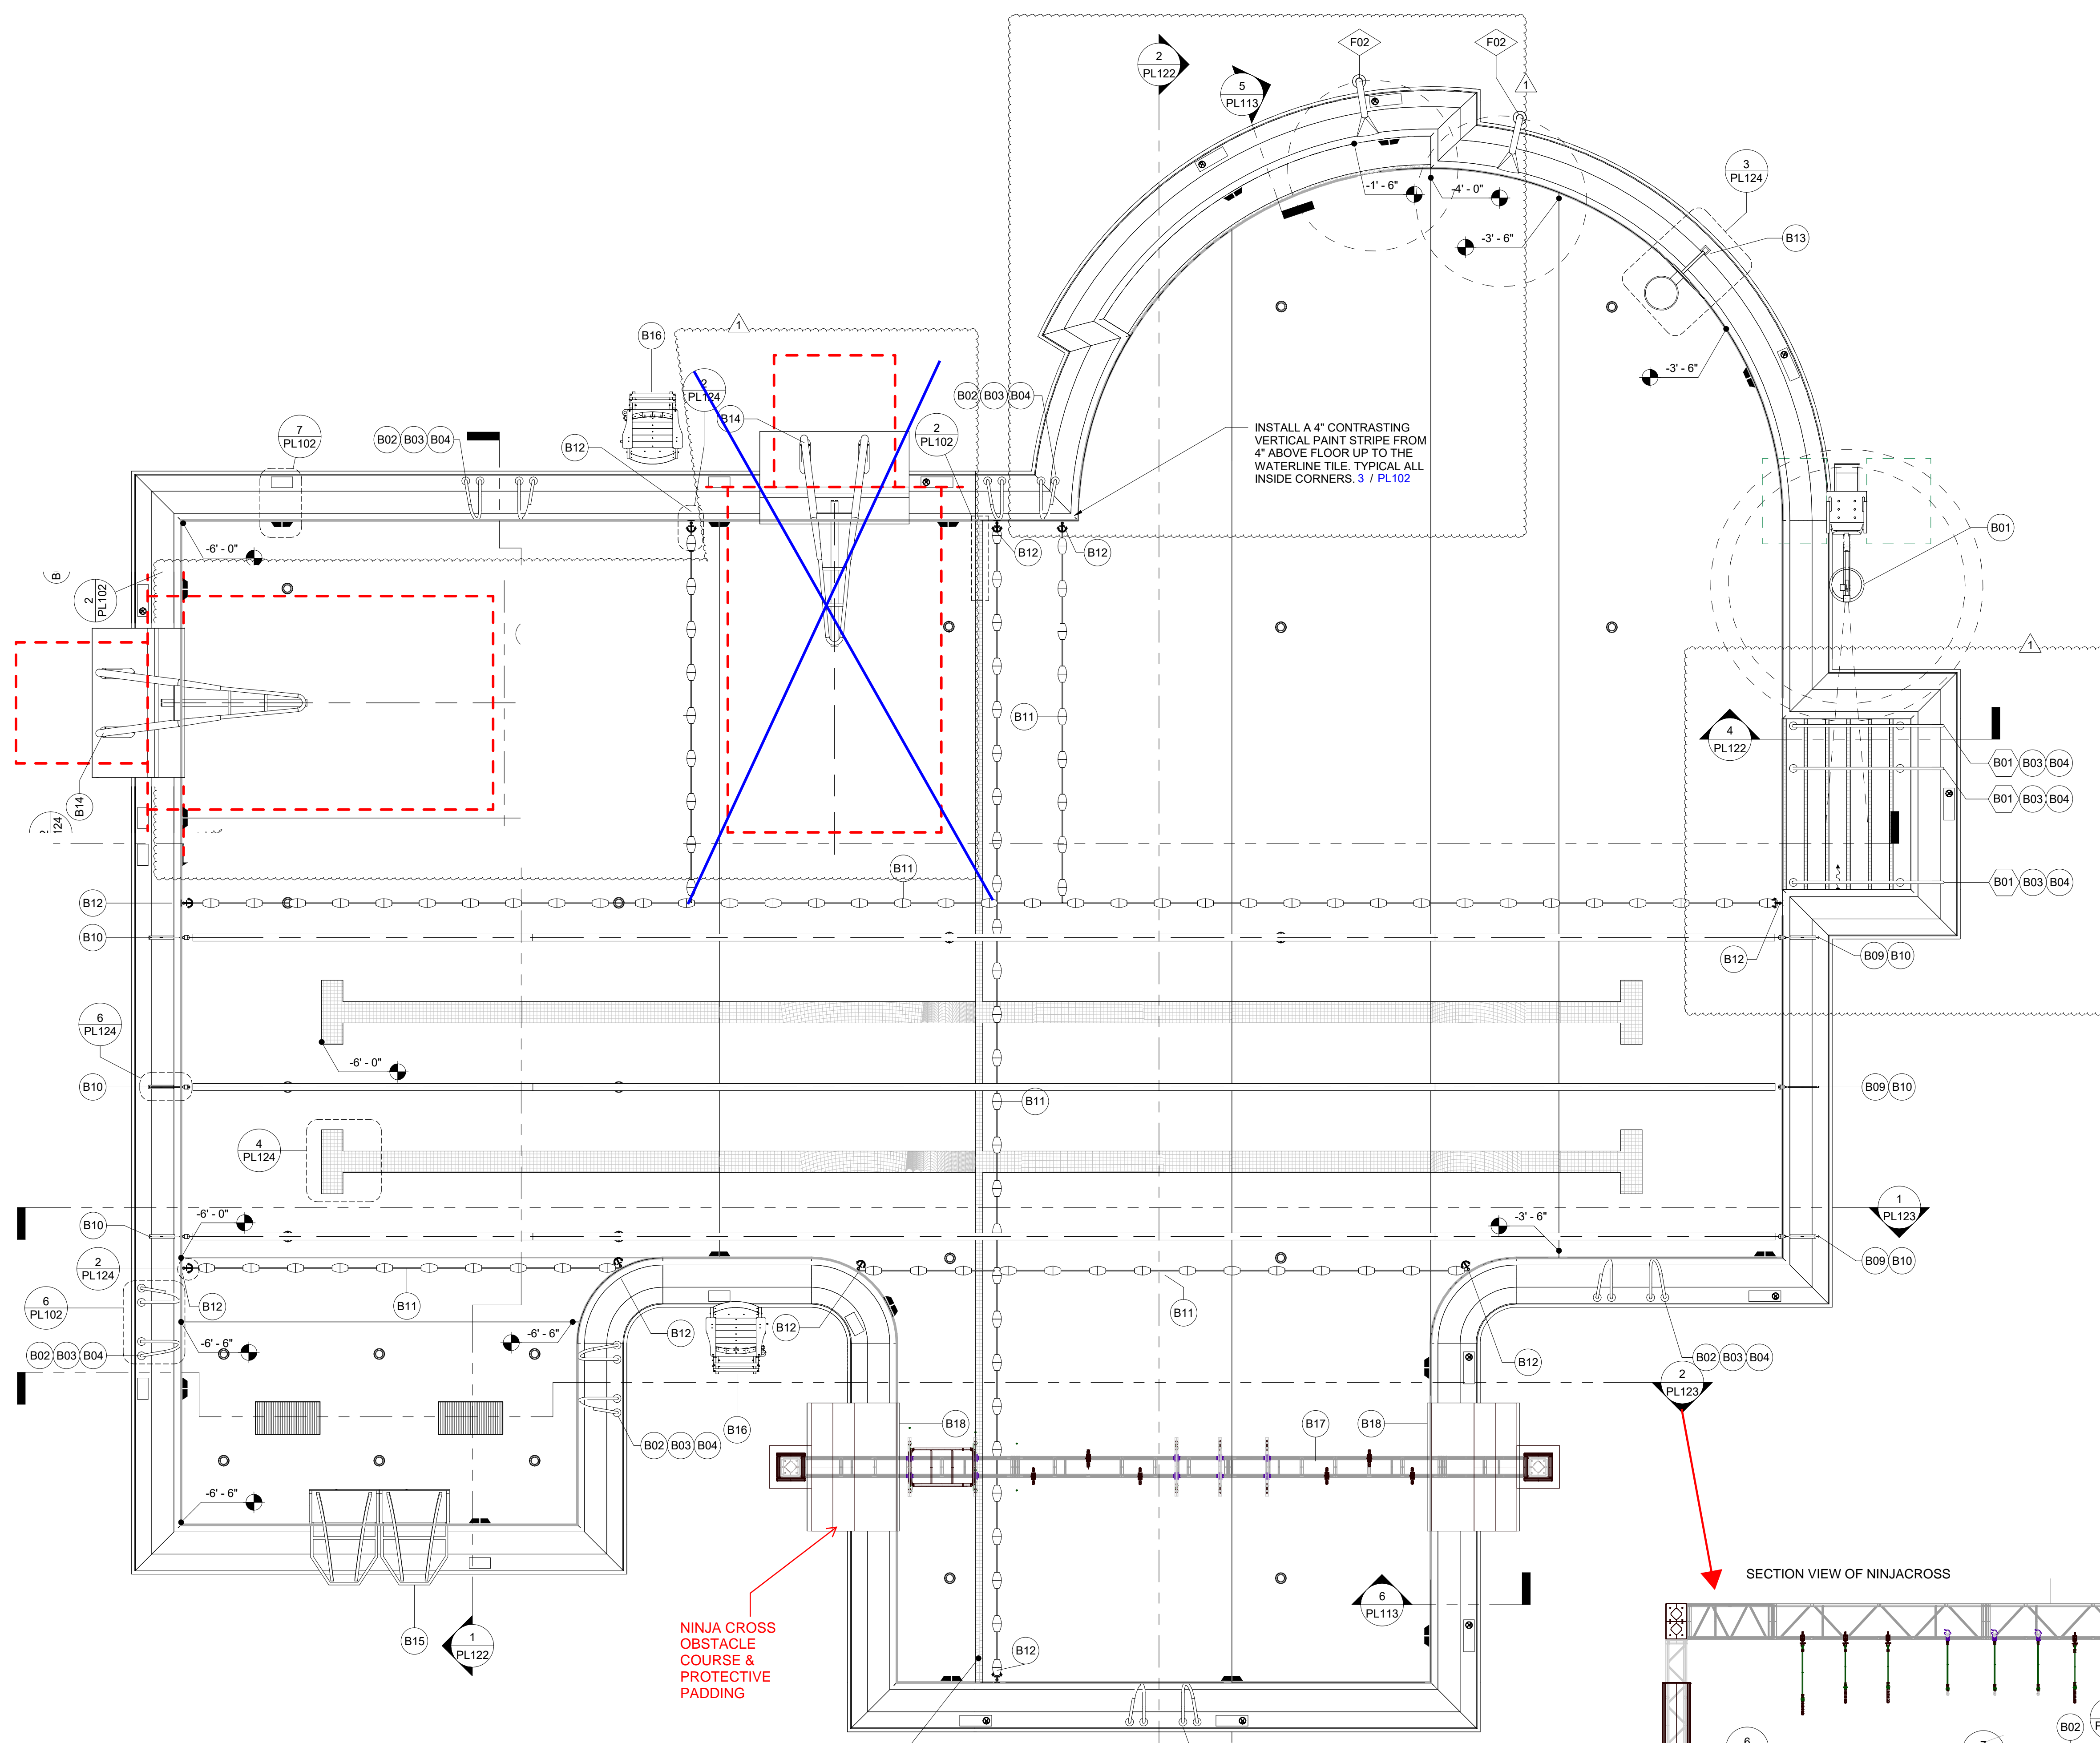 F02
F02
2
PL122
5
PL113
1
3
PL124
-1' - 6"
-4' - 0"
-3' - 6"
B13
-3' - 6"
1
B16
2
PL124
B14
B02 B03 B04
2
PL102
7
PL102
B02 B03 B04
B12
INSTALL A 4" CONTRASTING
VERTICAL PAINT STRIPE FROM
4" ABOVE FLOOR UP TO THE
WATERLINE TILE. TYPICAL ALL
INSIDE CORNERS. 3 / PL102
B01
-6' - 0"
B12
B12
2
PL102
1
B11
4
PL122
B01 B03 B04
B01 B03 B04
B14
B01 B03 B04
B11
B12
B10
B12
B09 B10
6
PL124
-6' - 0"
B10
B11
B09 B10
4
PL124
B10
-6' - 0"
-3' - 6"
1
PL123
2
PL124
B09 B10
6
PL102
B12
B11
B11
B12
B12
-6' - 6"
-6' - 6"
B02 B03 B04
B12
B02 B03 B04
2
PL123
B16
B18
B17
B18
B02 B03 B04
-6' - 6"
SECTION VIEW OF NINJACROSS
6
PL113
NINJA CROSS
OBSTACLE
COURSE &
PROTECTIVE
PADDING
B15
1
PL122
B12
B02
6